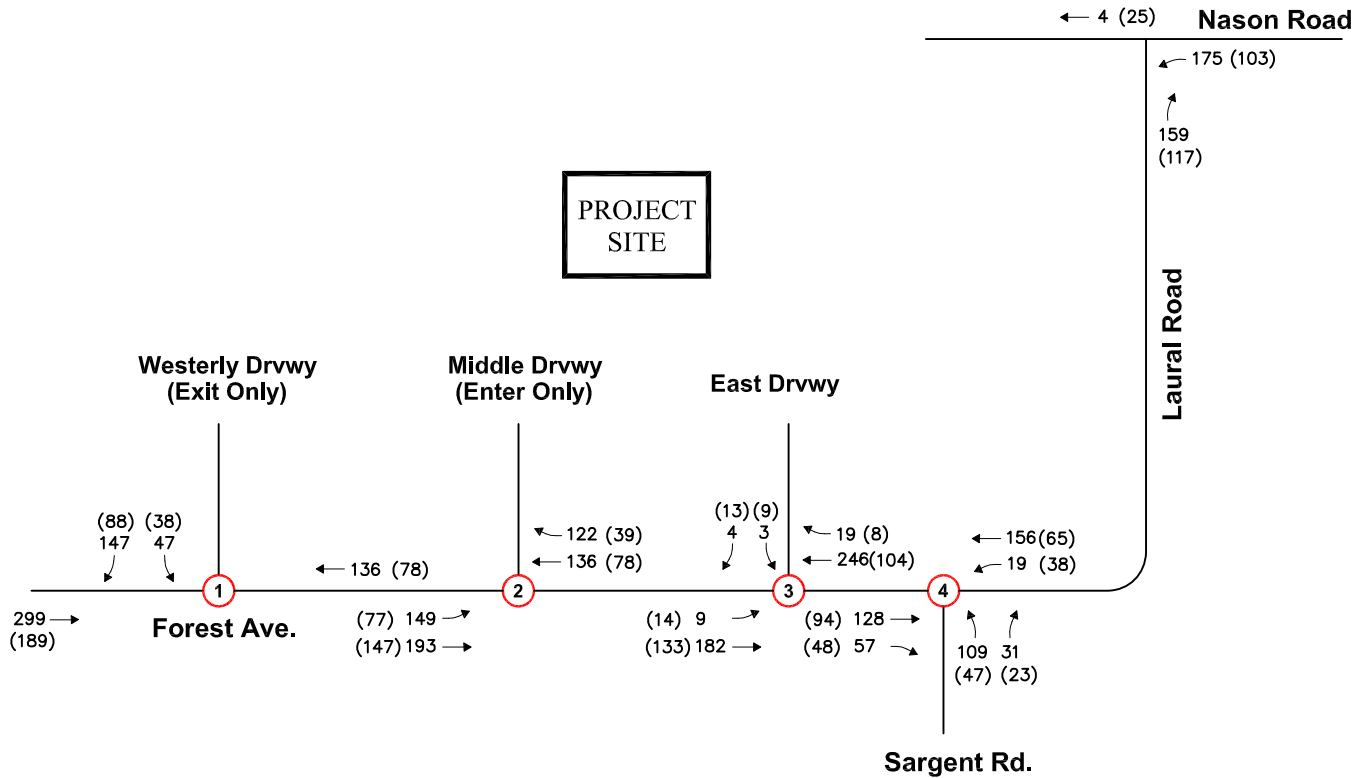 4 (25)
Nason Road
175 (103)
159
(117)
PROJECT
SITE
Laural Road
Westerly Drvwy
(Exit Only)
Middle Drvwy
(Enter Only)
East Drvwy
(88) (38)
147 47
136 (78)
122 (39)
136 (78)
(13) (9)
4 3
19 (8)
246 (104)
156 (65)
19 (38)
1
2
3
4
299
(189)
Forest Ave.
(77) 149
(147) 193
(14) 9
(133) 182
(94) 128
(48) 57
109 31
(47) (23)
Sargent Rd.